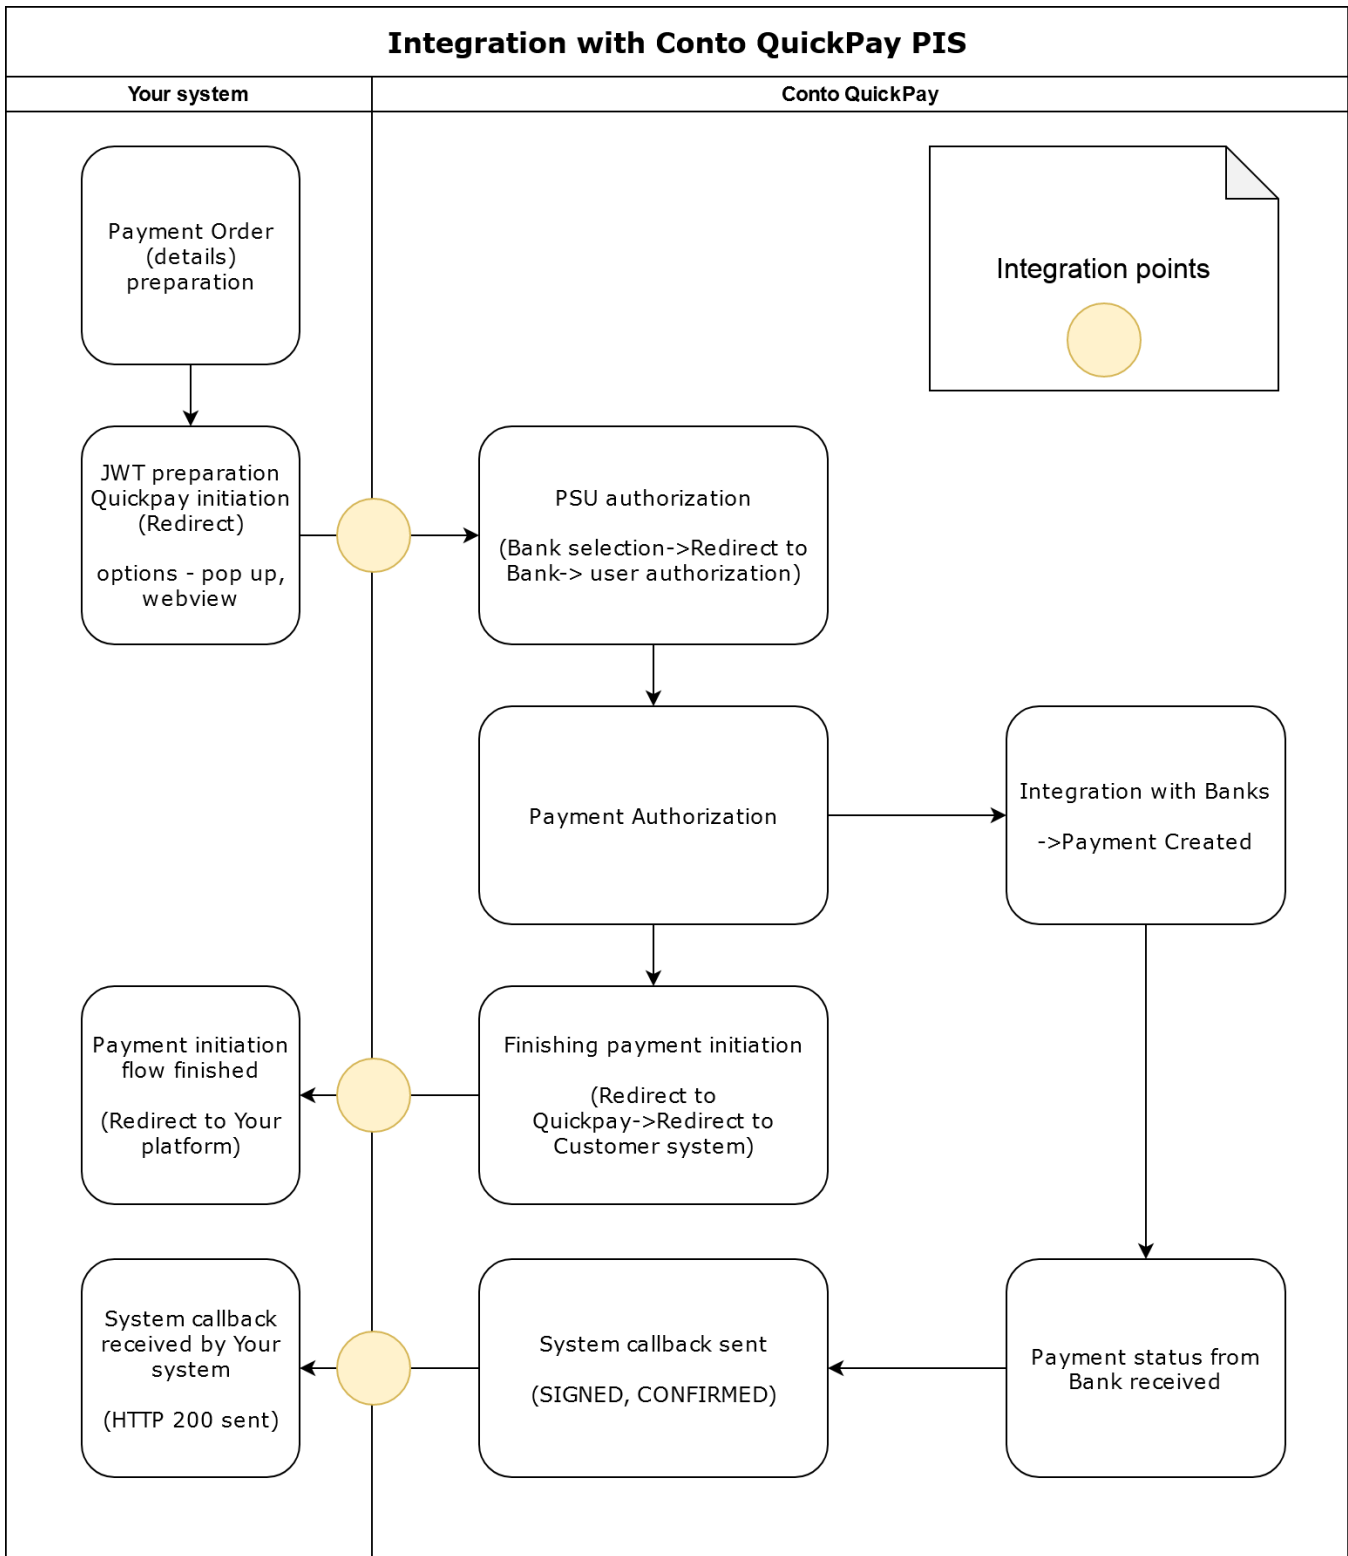 Integration with Conto QuickPay PIS
Your system
Conto QuickPay
Payment Order
(details)
preparation
Integration points
JWT preparation
Quickpay initiation
(Redirect)
options - pop up,
webview
PSU authorization
(Bank selection->Redirect to
Bank-> user authorization)
Payment Authorization
Integration with Banks
->Payment Created
Payment initiation
flow finished
(Redirect to Your
platform)
Finishing payment initiation
(Redirect to
Quickpay->Redirect to
Customer system)
System callback
received by Your
system
(HTTP 200 sent)
System callback sent
(SIGNED, CONFIRMED)
Payment status from
Bank received